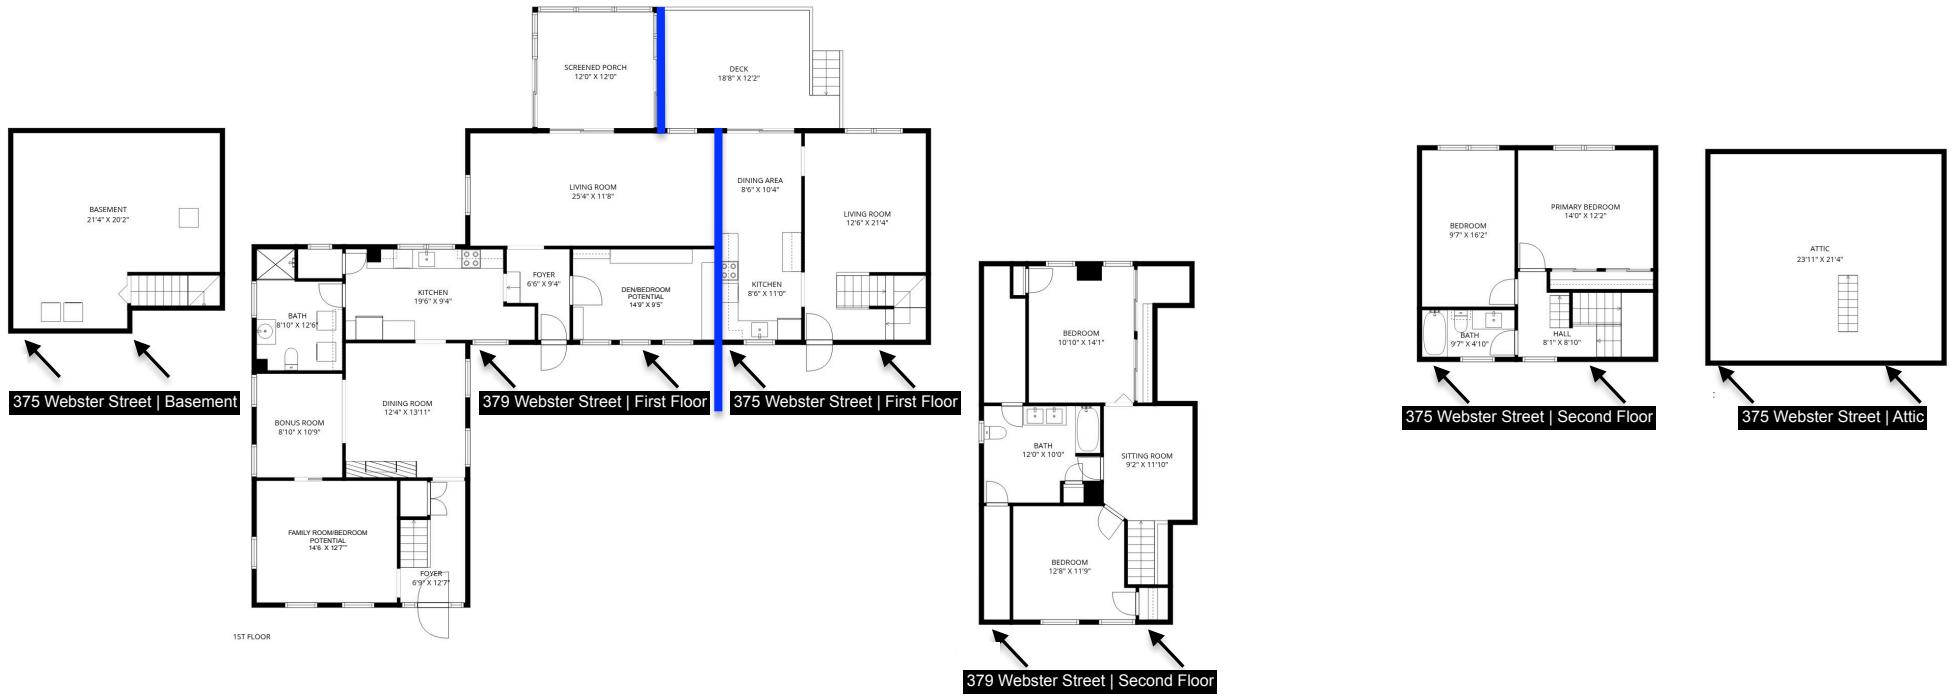 SCREENED PORCH
12'0" X 12'0"
DECK
18'8" X 12'2"
BASEMENT
21'4" X 20'2"
LIVING ROOM
25'4" X 11'8"
DINING AREA
8'6" X 10'4"
LIVING ROOM
12'6" X 21'4"
KITCHEN
19'6" X 9'4"
FOYER
6'6" X 9'4"
DEN/BEDROOM
POTENTIAL
14'9" X 9'5"
KITCHEN
8'6" X 11'0"
BATH
8'10" X 12'6"
375 Webster Street | Basement
379 Webster Street | First Floor
375 Webster Street | First Floor
DINING ROOM
12'4" X 13'11"
BONUS ROOM
8'10" X 10'9"
FAMILY ROOM/BEDROOM
POTENTIAL
14'6 X 12'7""
FOYER
6'9" X 12'7"
1ST FLOOR
BEDROOM
10'10" X 14'1"
BATH
12'0" X 10'0"
SITTING ROOM
9'2" X 11'10"
BEDROOM
12'8" X 11'9"
379 Webster Street | Second Floor
BEDROOM
9'7" X 16'2"
PRIMARY BEDROOM
14'0" X 12'2"
BATH
9'7" X 4'10"
HALL
8'1" X 8'10"
375 Webster Street | Second Floor
ATTIC
23'11" X 21'4"
:
375 Webster Street | Attic